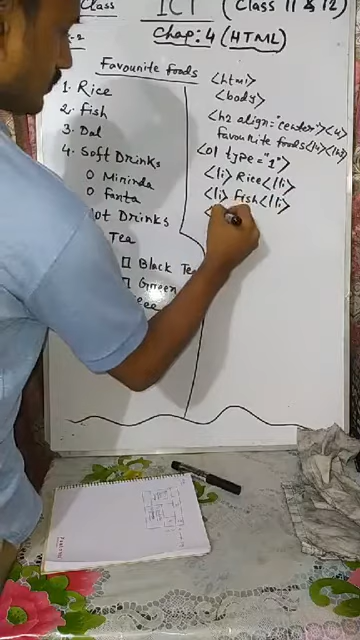 Class ICT (Class 11 & 12)
Chap: 4 (HTML)
Favourite foods
1. Rice
2. fish
3. Dal
4. Soft Drinks
O Mirinda
O fanta
ot Drinks
Tea
□ Black Tea
□ Green
<html>
<body>
<h2 align="center"><u>
favourite foods</u></h2>
<ol type="1">
<li> Rice</li>
<li> Fish</li>
<